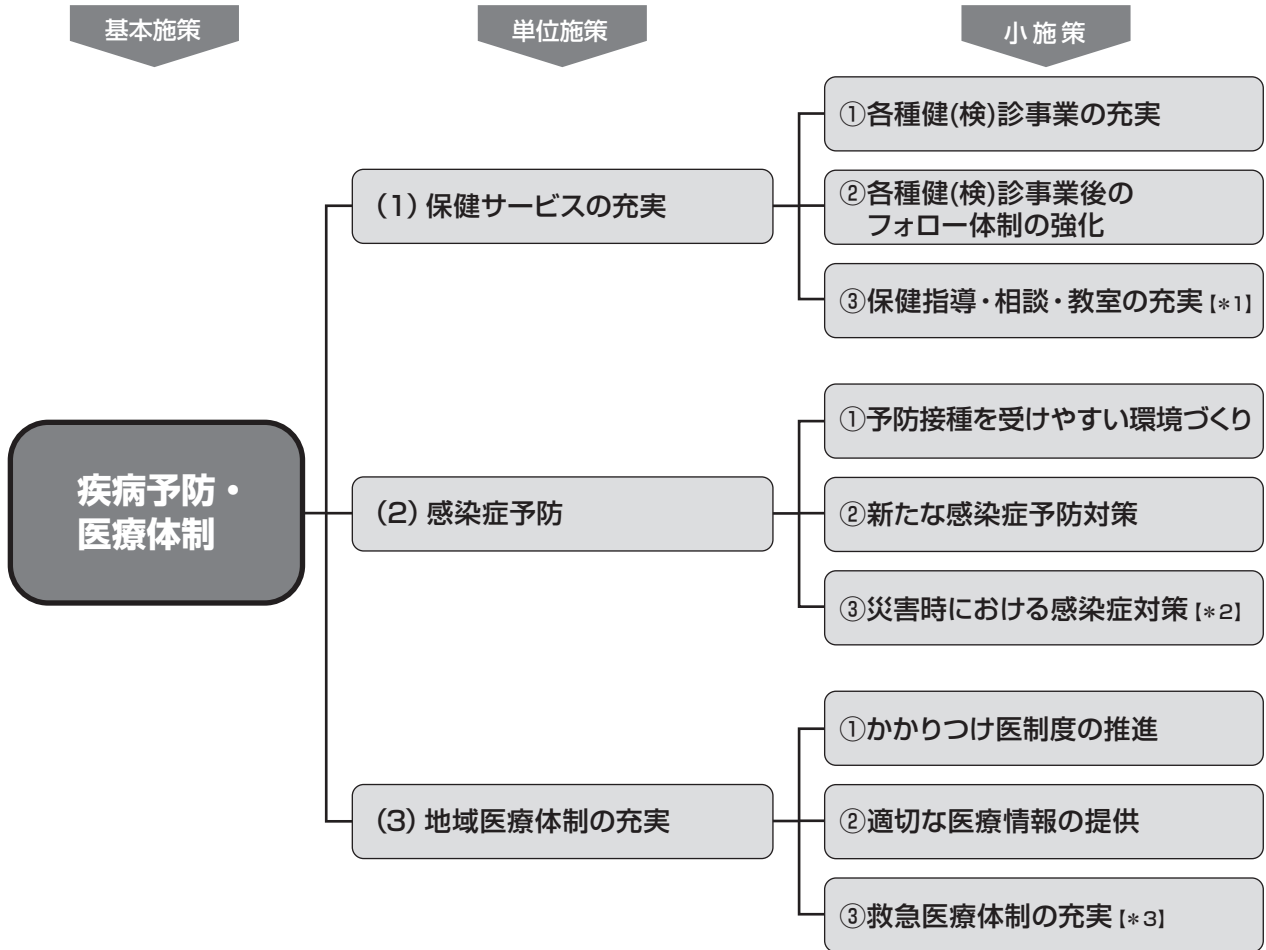 基本施策
単位施策
小施策
疾病予防・
医療体制
(1) 保健サービスの充実
①各種健(検)診事業の充実
②各種健(検)診事業後の
フォロー体制の強化
③保健指導・相談・教室の充実【*1】
(2) 感染症予防
①予防接種を受けやすい環境づくり
②新たな感染症予防対策
③災害時における感染症対策【*2】
(3) 地域医療体制の充実
①かかりつけ医制度の推進
②適切な医療情報の提供
③救急医療体制の充実【*3】